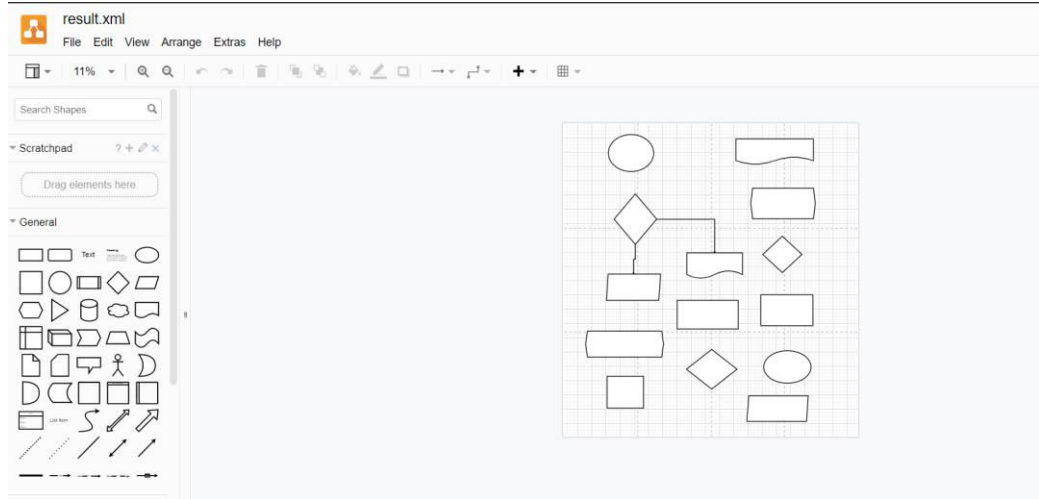 result.xml
File Edit View Arrange Extras Help
11%
Search Shapes
Scratchpad ? + ×
Drag elements here
General
Text
List Item